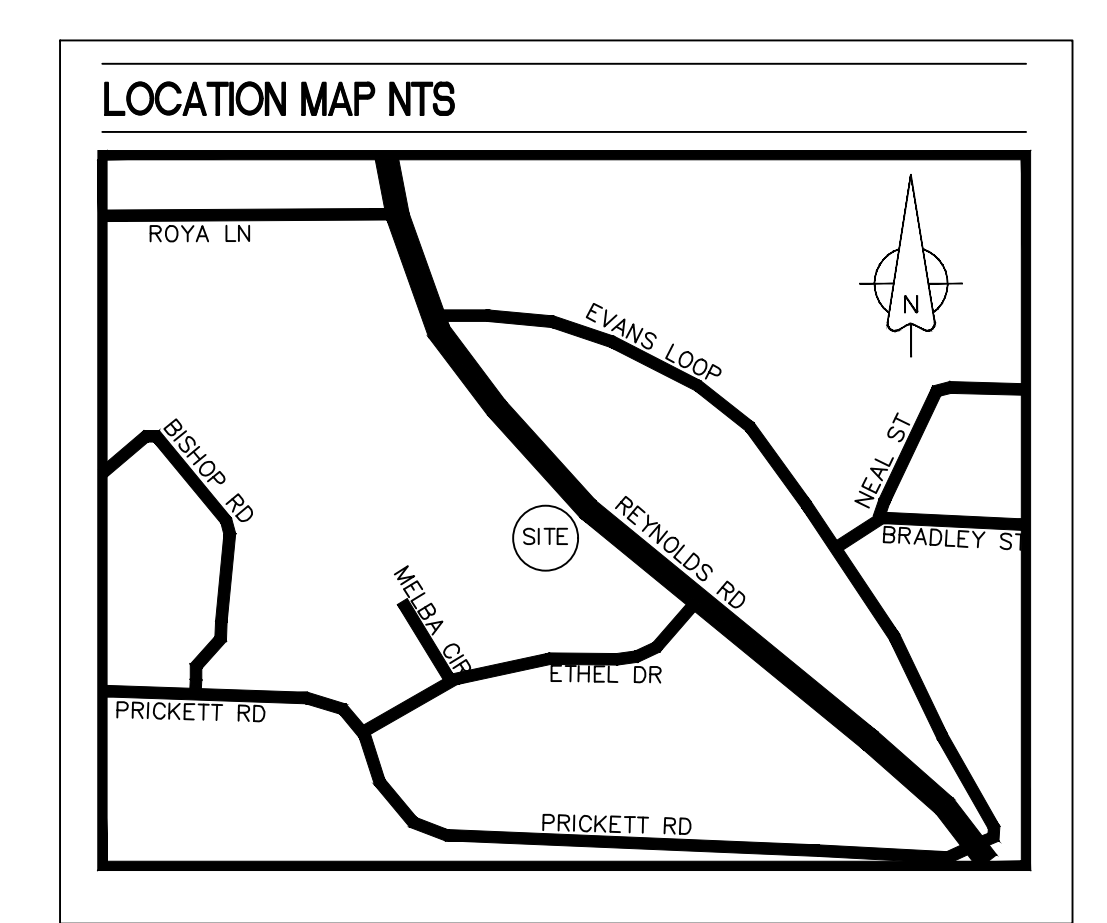 LOCATION MAP NTS
ROYA LN
N
EVANS LOOP
NEAL ST
BISHOP RD
REYNOLDS RD
SITE
BRADLEY ST
MELBA CIR
ETHEL DR
PRICKETT RD
PRICKETT RD